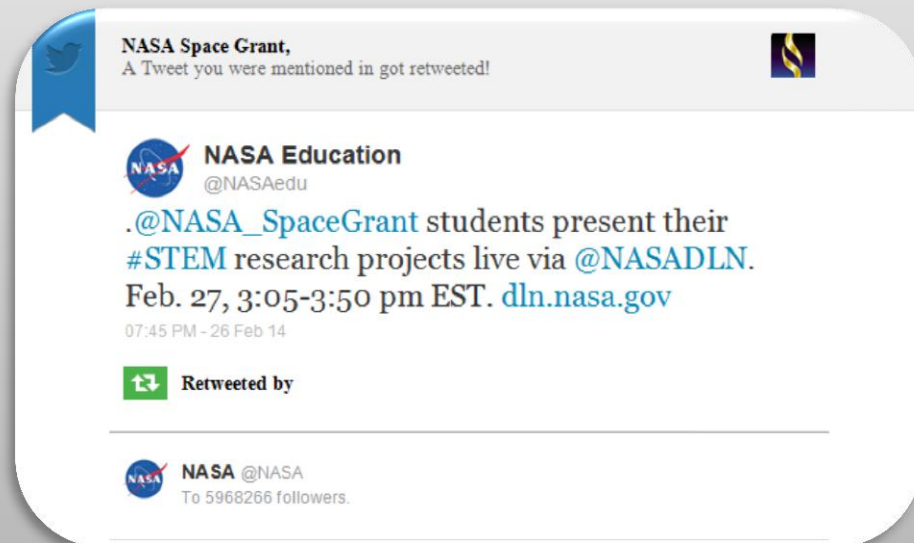 NASA Space Grant,
A Tweet you were mentioned in got retweeted!
NASA
NASA Education
@NASAedu
.@NASA_SpaceGrant students present their
#STEM research projects live via @NASADLN.
Feb. 27, 3:05-3:50 pm EST. dln.nasa.gov
07:45 PM - 26 Feb 14
Retweeted by
NASA
NASA @NASA
To 5968266 followers.